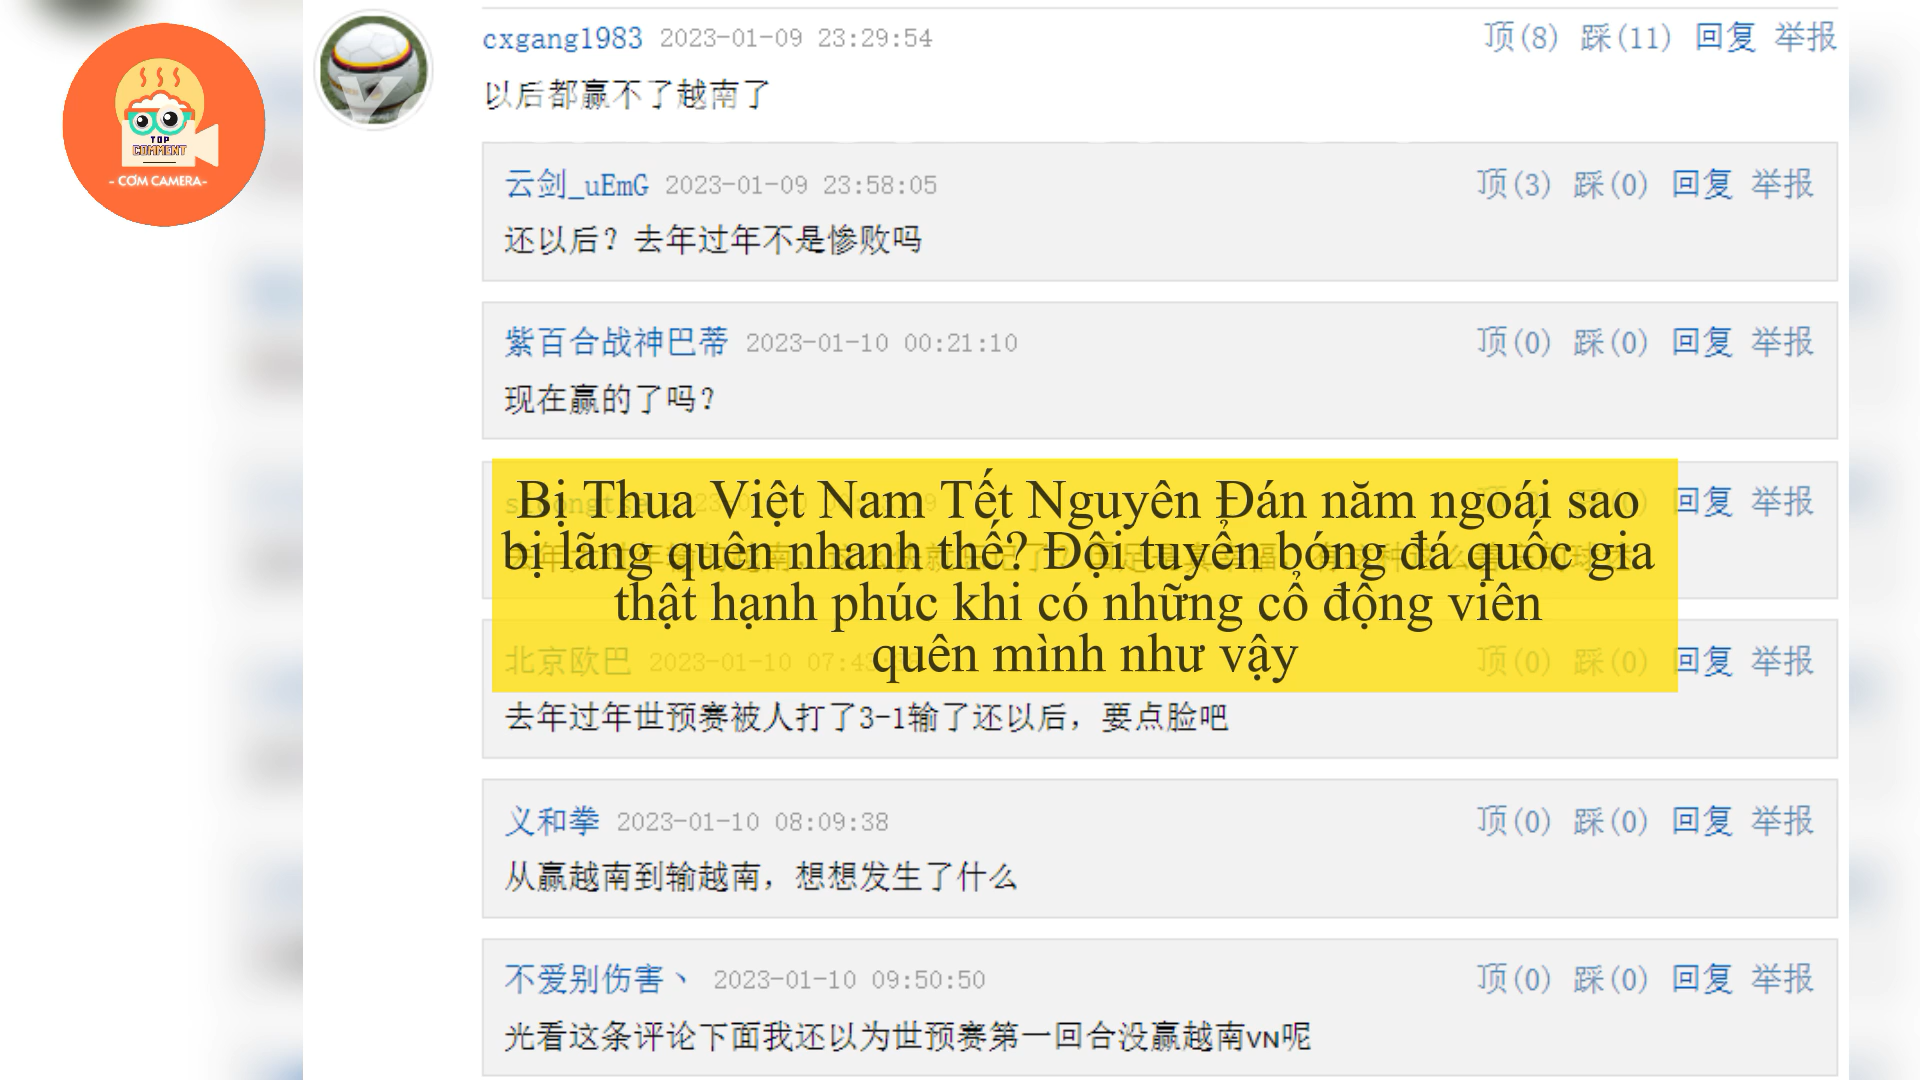 TOP
COMMENT
- CƠM CAMERA-
cxgang1983 2023-01-09 23:29:54 顶(8) 踩(11) 回复 举报
以后都赢不了越南了
云剑_uEmG 2023-01-09 23:58:05 顶(3) 踩(0) 回复 举报
还以后？去年过年不是惨败吗
紫百合战神巴蒂 2023-01-10 00:21:10 顶(0) 踩(0) 回复 举报
现在赢的了吗？
回复 举报
Bị Thua Việt Nam Tết Nguyên Đán năm ngoái sao
bị lãng quên nhanh thế? Đội tuyển bóng đá quốc gia
thật hạnh phúc khi có những cổ động viên
quên mình như vậy
北京欧巴 2023-01-10 顶(0) 踩(0) 回复 举报
去年过年世预赛被人打了3-1输了还以后，要点脸吧
义和拳 2023-01-10 08:09:38 顶(0) 踩(0) 回复 举报
从赢越南到输越南，想想发生了什么
不爱别伤害丶 2023-01-10 09:50:50 顶(0) 踩(0) 回复 举报
光看这条评论下面我还以为世预赛第一回合没赢越南VN呢